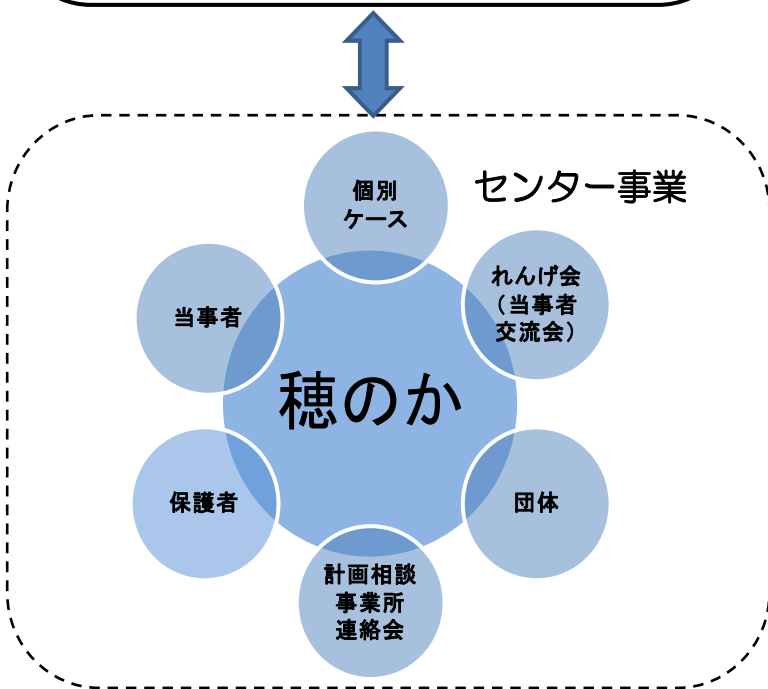 センター事業
個別
ケース
れんげ会
（当事者
交流会）
当事者
穂のか
保護者
団体
計画相談
事業所
連絡会